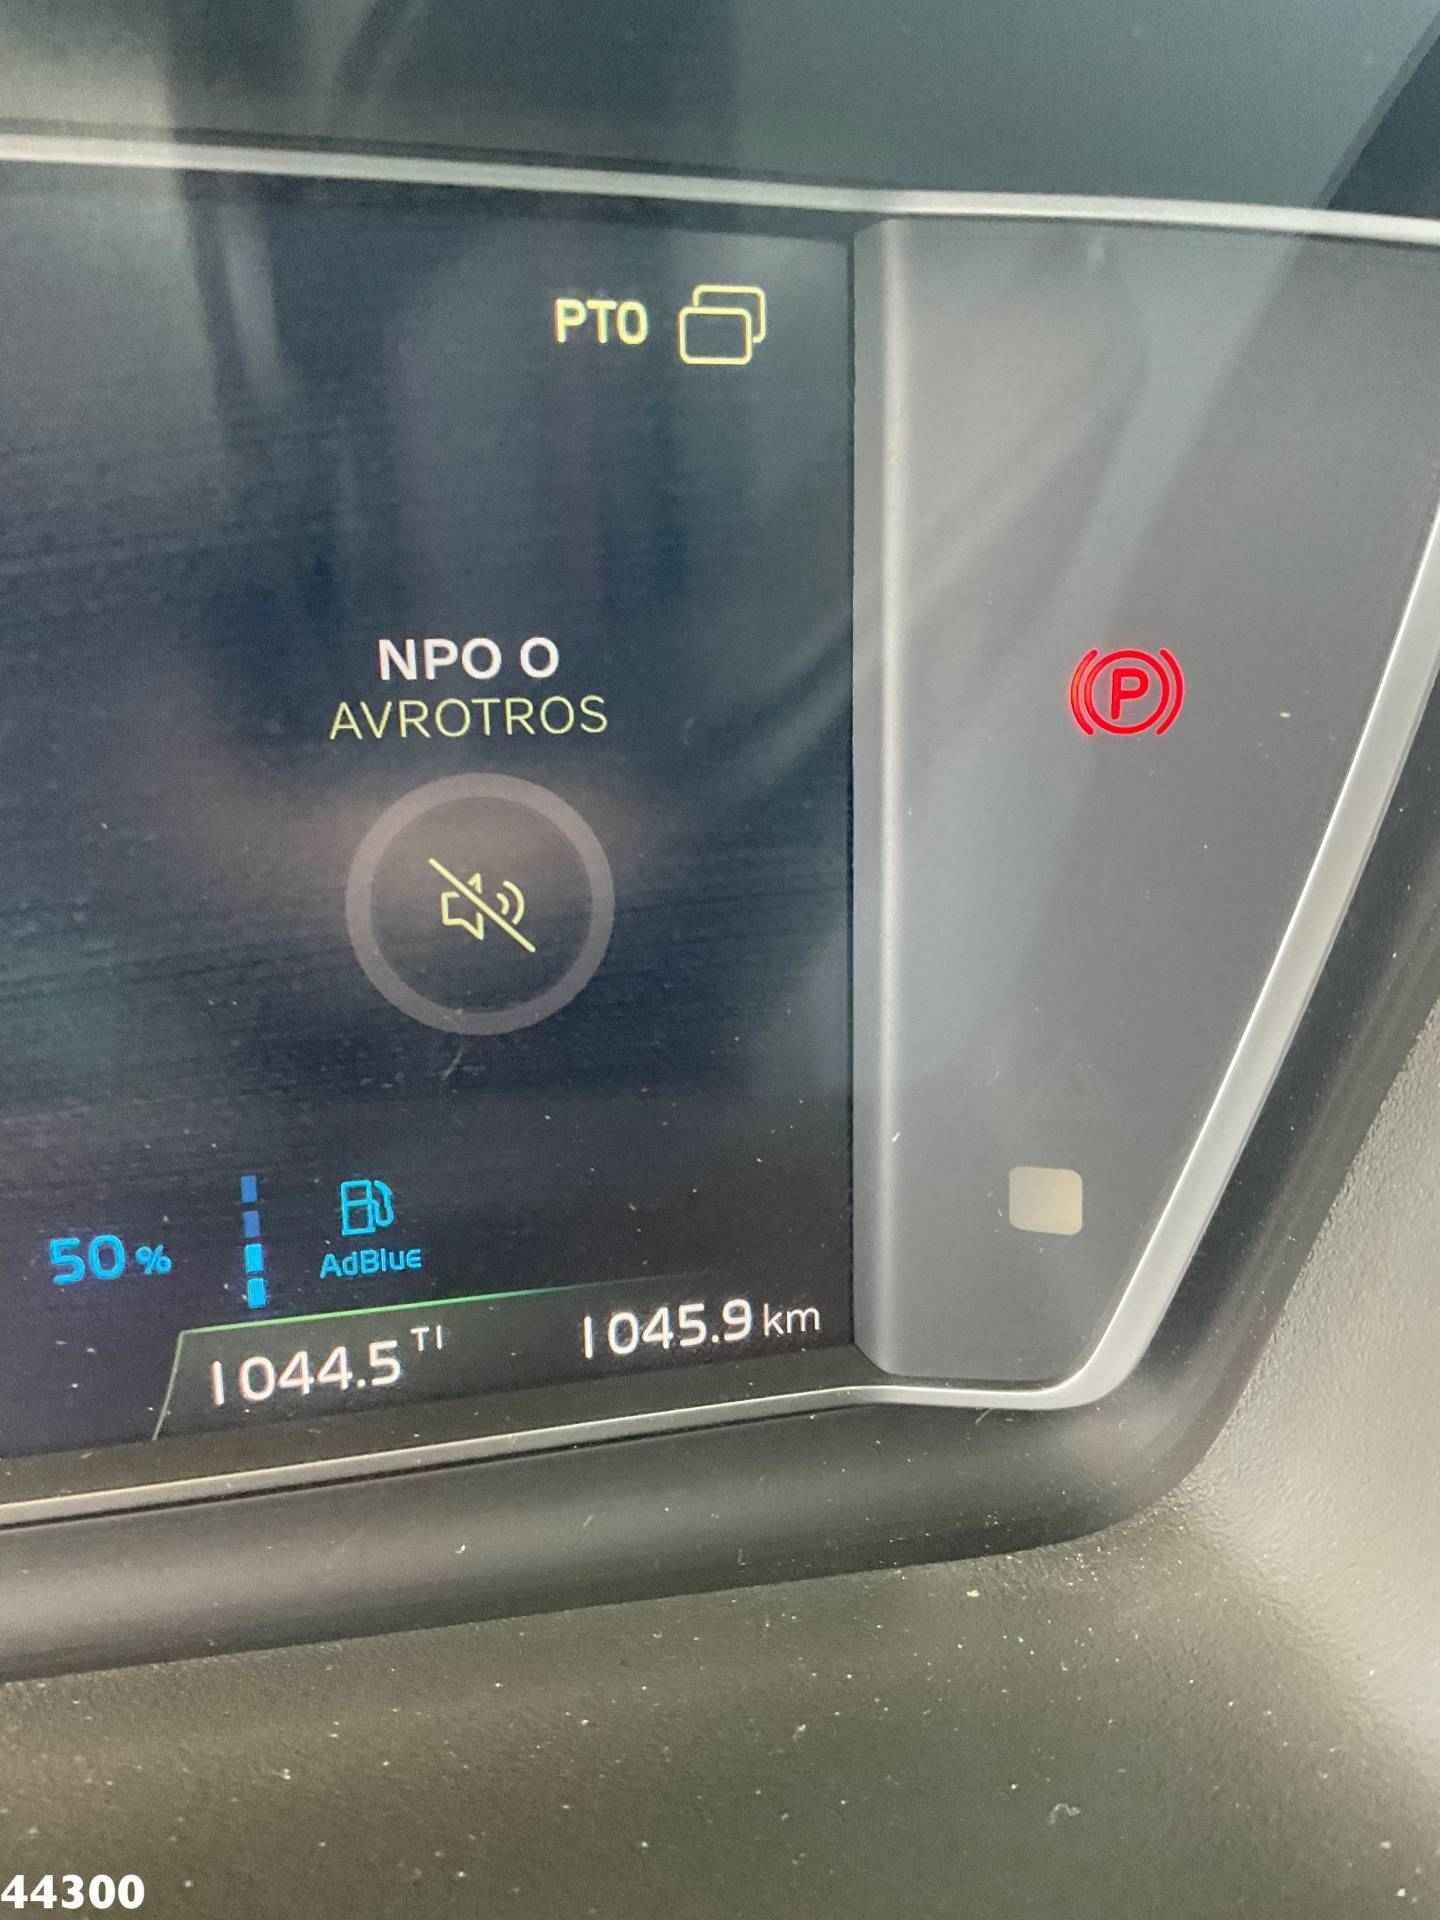 PTO
NPO O
AVROTROS
50% AdBlue
1044.5 TI 1045.9 km
P
44300